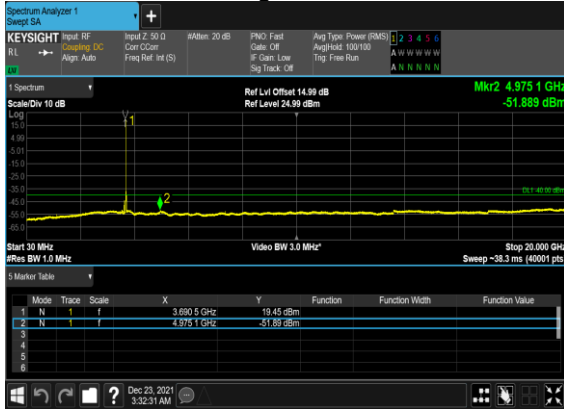 Spectrum Analyzer 1
Swept SA
+
KEYSIGHT Input: RF Input Z: 50 Ω #Atten: 20 dB PNO: Fast Avg Type: Power (RMS) 1 2 3 4 5 6
RL Coupling: DC Corr CCorr Gate: Off Avg|Hold: 100/100 A W W W W W
Align: Auto Freq Ref: Int (S) IF Gain: Low Trig: Free Run
Sig Track: Off A N N N N N
1 Spectrum Ref Lvl Offset 14.99 dB Mkr2 4.975 1 GHz
Scale/Div 10 dB Ref Level 24.99 dBm -51.889 dBm
Log
15.0
4.99
-5.01
-15.0
-25.0
-35.0
-45.0
-55.0
-65.0
1
2
DL1 -40.00 dBm
Start 30 MHz Video BW 3.0 MHz* Stop 20.000 GHz
#Res BW 1.0 MHz Sweep ~38.3 ms (40001 pts)
5 Marker Table
Mode Trace Scale X Y Function Function Width Function Value
1 N 1 f 3.690 5 GHz 19.45 dBm
2 N 1 f 4.975 1 GHz -51.89 dBm
3
4
5
6
? Dec 23, 2021
3:32:31 AM